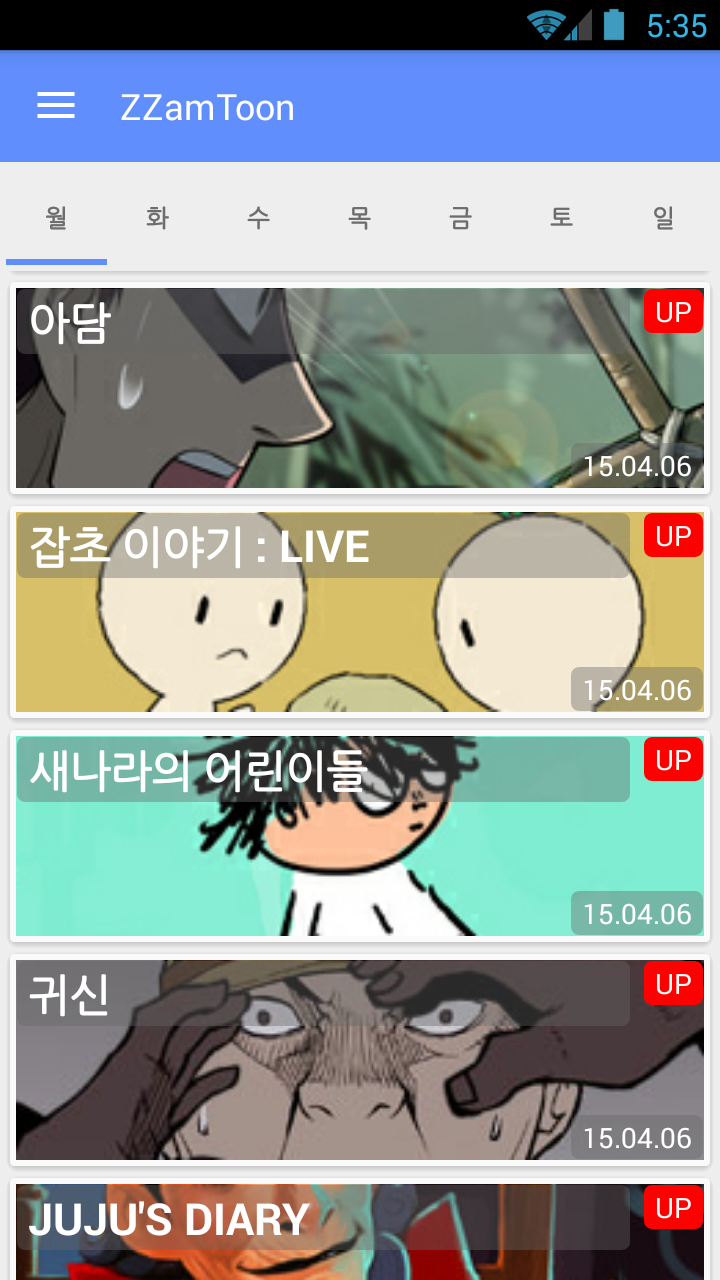 5:35
ZZamToon
월 화 수 목 금 토 일
아담
UP
15.04.06
잡초 이야기 : LIVE
UP
15.04.06
새나라의 어린이들
UP
15.04.06
귀신
UP
15.04.06
JUJU'S DIARY
UP